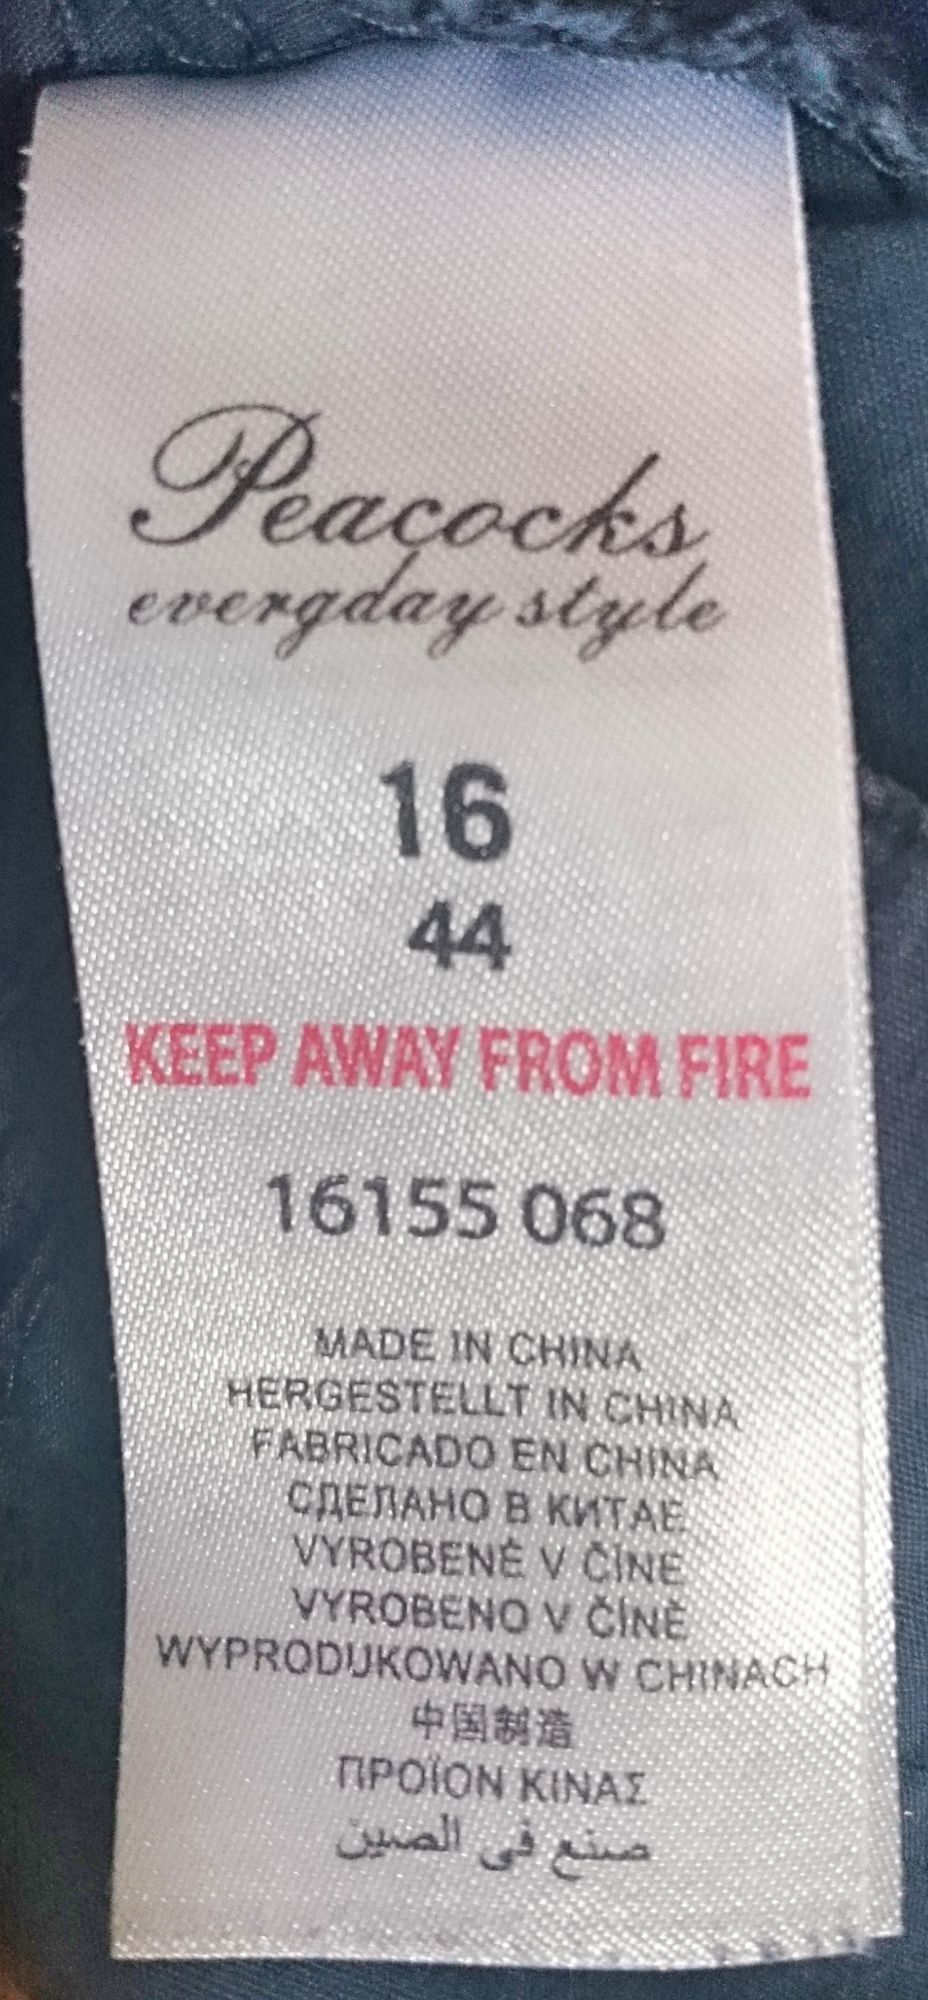 Peacocks
everyday style
16
44
KEEP AWAY FROM FIRE
16155 068
MADE IN CHINA
HERGESTELLT IN CHINA
FABRICADO EN CHINA
СДЕЛАНО В КИТАЕ
VYROBENÉ V ČÍNE
VYROBENO V ČÍNĚ
WYPRODUKOWANO W CHINACH
中国制造
ΠΡΟΪΟΝ ΚΙΝΑΣ
صنع في الصين